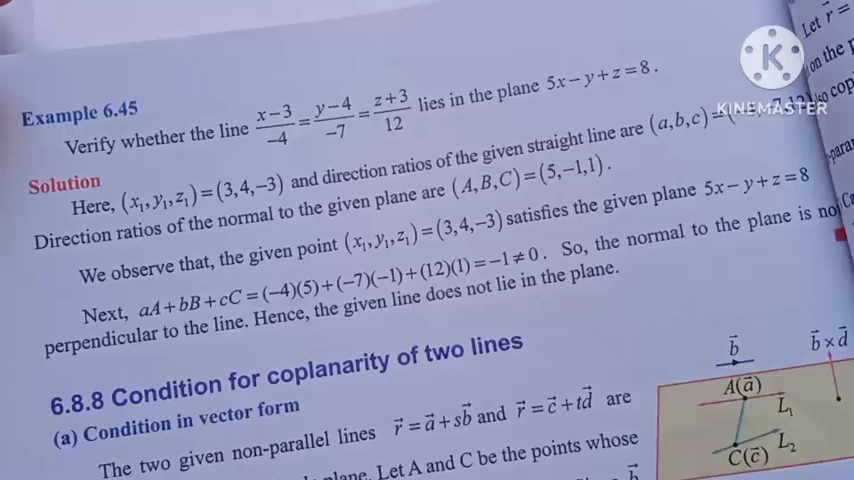 Example 6.45
Verify whether the line (x−3)/−4 = (y−4)/−7 = (z+3)/12 lies in the plane 5x−y+z=8.
Solution
Here, (x₁,y₁,z₁)=(3,4,−3) and direction ratios of the given straight line are (a,b,c)=(
Direction ratios of the normal to the given plane are (A,B,C)=(5,−1,1).
We observe that, the given point (x₁,y₁,z₁)=(3,4,−3) satisfies the given plane 5x−y+z=8
Next, aA+bB+cC=(−4)(5)+(−7)(−1)+(12)(1)=−1≠0. So, the normal to the plane is not
perpendicular to the line. Hence, the given line does not lie in the plane.
6.8.8 Condition for coplanarity of two lines
(a) Condition in vector form
The two given non-parallel lines r⃗=a⃗+sb⃗ and r⃗=c⃗+td⃗ are
plane. Let A and C be the points whose
b⃗
b⃗×d⃗
A(a⃗)
L₁
L₂
C(c⃗)
b⃗
Let r⃗=
on the
KINEMASTER